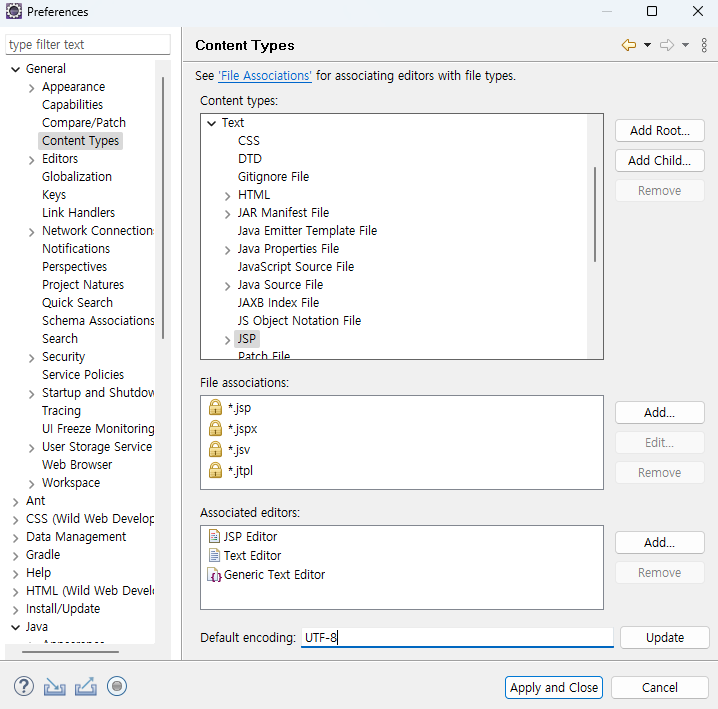 Preferences
type filter text
General
Appearance
Capabilities
Compare/Patch
Content Types
Editors
Globalization
Keys
Link Handlers
Network Connection
Notifications
Perspectives
Project Natures
Quick Search
Schema Associations
Search
Security
Service Policies
Startup and Shutdov
Tracing
UI Freeze Monitoring
User Storage Service
Web Browser
Workspace
Ant
CSS (Wild Web Develop
Data Management
Gradle
Help
HTML (Wild Web Devel
Install/Update
Java
Content Types
See 'File Associations' for associating editors with file types.
Content types:
Text
CSS
DTD
Gitignore File
HTML
JAR Manifest File
Java Emitter Template File
Java Properties File
JavaScript Source File
Java Source File
JAXB Index File
JS Object Notation File
JSP
Patch File
Add Root...
Add Child...
Remove
File associations:
*.jsp
*.jspx
*.jsv
*.jtpl
Add...
Edit...
Remove
Associated editors:
JSP Editor
Text Editor
Generic Text Editor
Add...
Remove
Default encoding: UTF-8 Update
Apply and Close Cancel